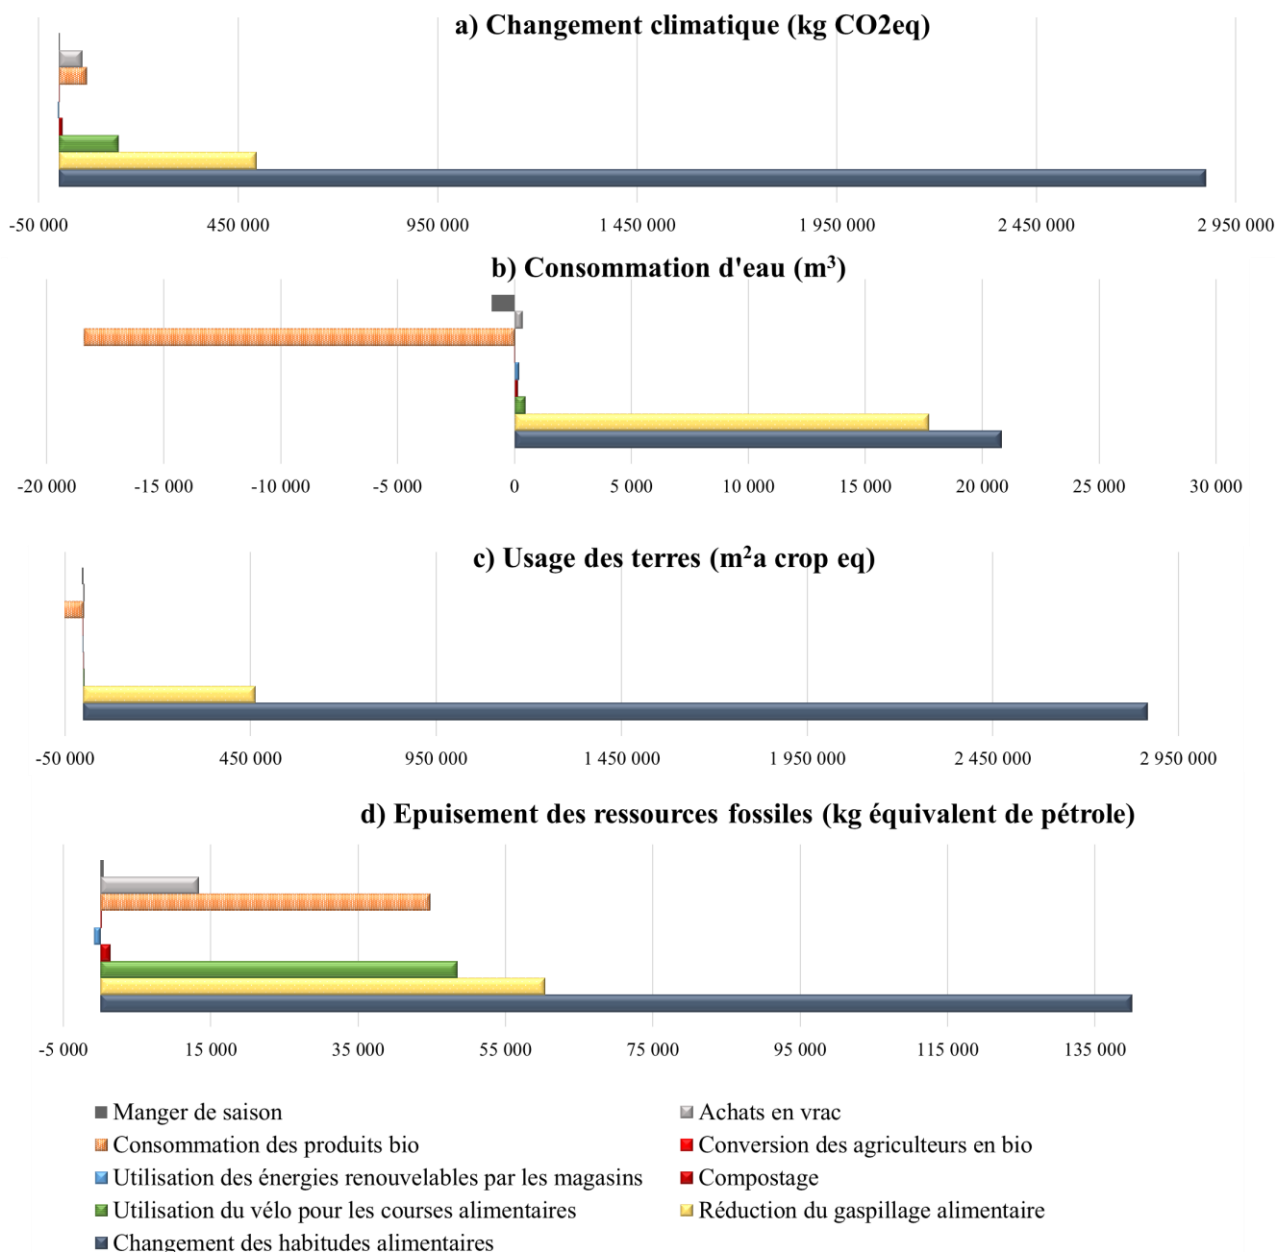 a) Changement climatique (kg CO2eq)
-50 000 450 000 950 000 1 450 000 1 950 000 2 450 000 2 950 000
b) Consommation d'eau (m³)
-20 000 -15 000 -10 000 -5 000 0 5 000 10 000 15 000 20 000 25 000 30 000
c) Usage des terres (m²a crop eq)
-50 000 450 000 950 000 1 450 000 1 950 000 2 450 000 2 950 000
d) Epuisement des ressources fossiles (kg équivalent de pétrole)
-5 000 15 000 35 000 55 000 75 000 95 000 115 000 135 000
Manger de saison Achats en vrac
Consommation des produits bio Conversion des agriculteurs en bio
Utilisation des énergies renouvelables par les magasins Compostage
Utilisation du vélo pour les courses alimentaires Réduction du gaspillage alimentaire
Changement des habitudes alimentaires